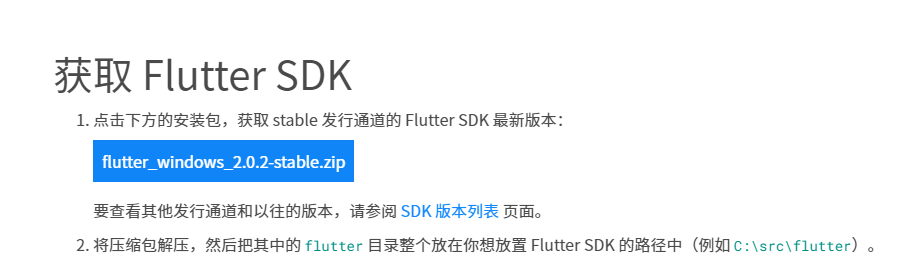 获取 Flutter SDK
1. 点击下方的安装包，获取 stable 发行通道的 Flutter SDK 最新版本：
flutter_windows_2.0.2-stable.zip
要查看其他发行通道和以往的版本，请参阅 SDK 版本列表 页面。
2. 将压缩包解压，然后把其中的 flutter 目录整个放在你想放置 Flutter SDK 的路径中（例如 C:\src\flutter）。